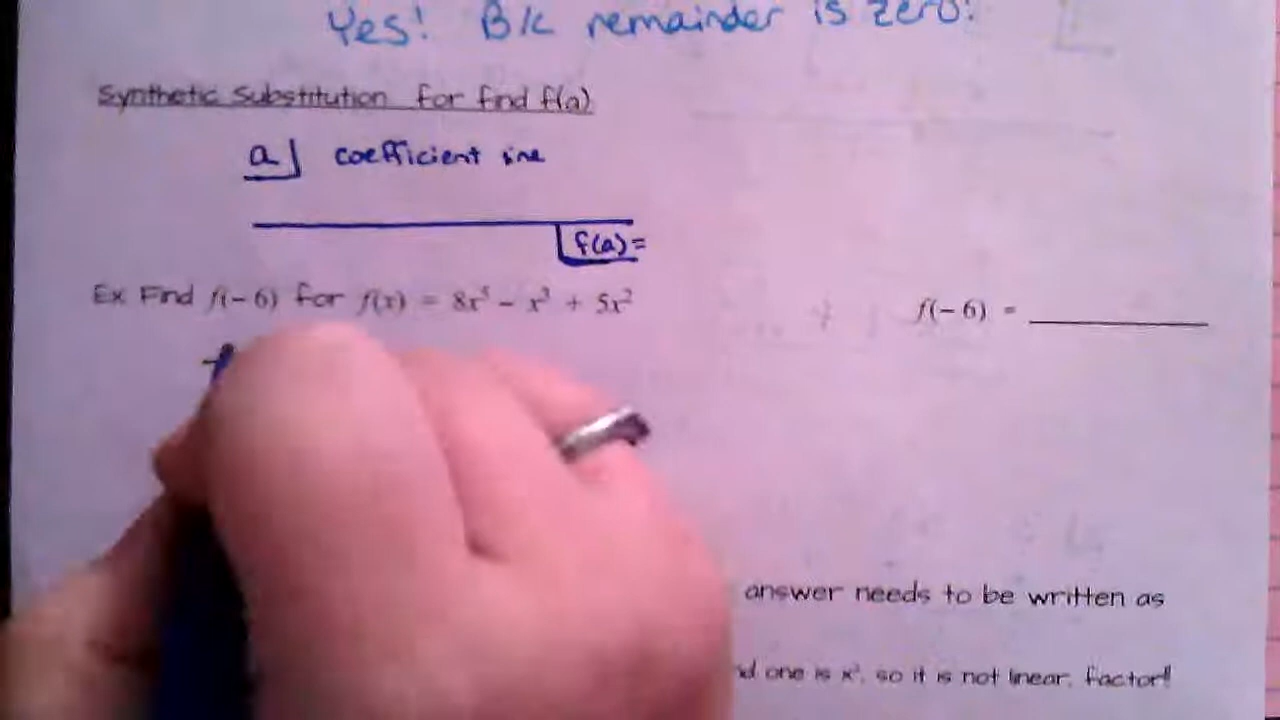 Yes! B/c remainder is zero!
Synthetic Substitution for find f(a)
a coefficient line
f(a)=
Ex Find f(-6) for f(x) = 8x⁵ - x³ + 5x²
f(-6) = ________
answer needs to be written as
one is x², so it is not linear, factor!!